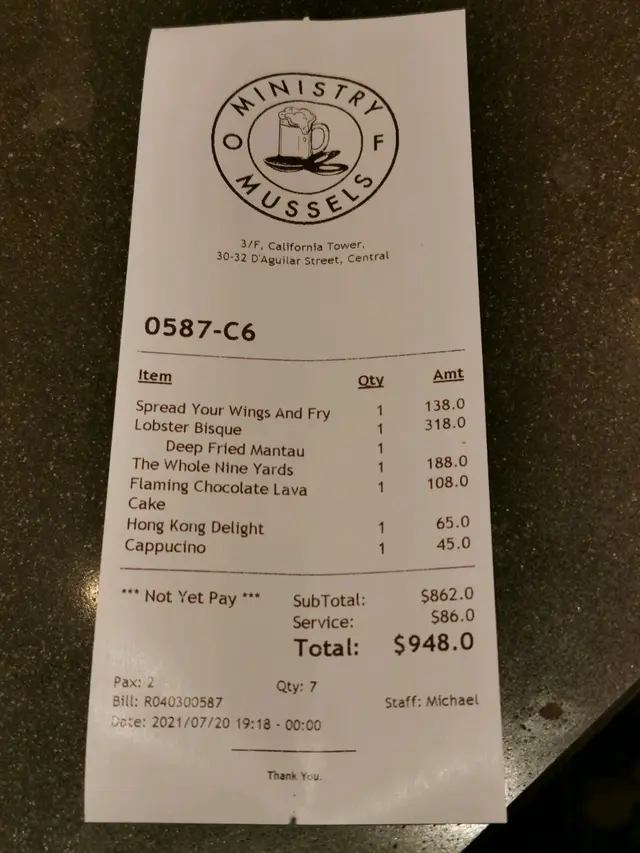 MINISTRY
O F
MUSSELS
3/F, California Tower,
30-32 D'Aguilar Street, Central
0587-C6
Item Qty Amt
Spread Your Wings And Fry 1 138.0
Lobster Bisque 1 318.0
Deep Fried Mantau 1 -
The Whole Nine Yards 1 188.0
Flaming Chocolate Lava 1 108.0
Cake
Hong Kong Delight 1 65.0
Cappucino 1 45.0
*** Not Yet Pay *** SubTotal: $862.0
Service: $86.0
Total: $948.0
Pax: 2 Qty: 7
Bill: R040300587 Staff: Michael
Date: 2021/07/20 19:18 - 00:00
Thank You.